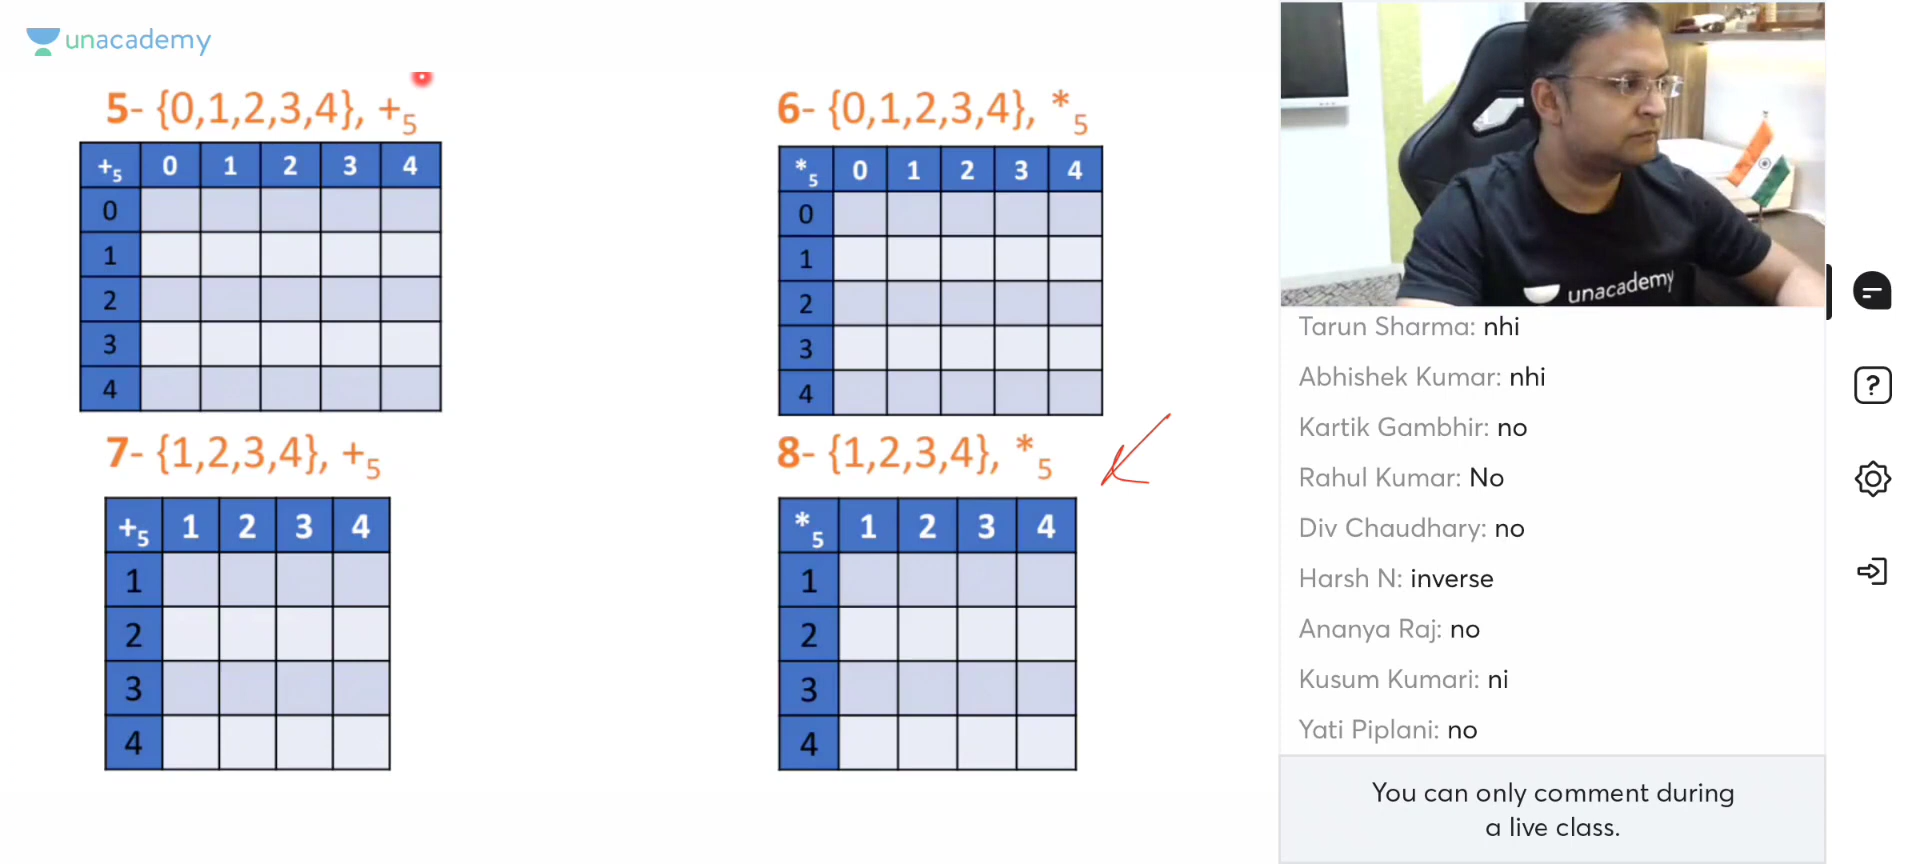 unacademy
5- {0,1,2,3,4}, +5
+5 0 1 2 3 4
0
1
2
3
4
6- {0,1,2,3,4}, *5
*5 0 1 2 3 4
0
1
2
3
4
7- {1,2,3,4}, +5
+5 1 2 3 4
1
2
3
4
8- {1,2,3,4}, *5
*5 1 2 3 4
1
2
3
4
unacademy
Tarun Sharma: nhi
Abhishek Kumar: nhi
Kartik Gambhir: no
Rahul Kumar: No
Div Chaudhary: no
Harsh N: inverse
Ananya Raj: no
Kusum Kumari: ni
Yati Piplani: no
You can only comment during
a live class.
?